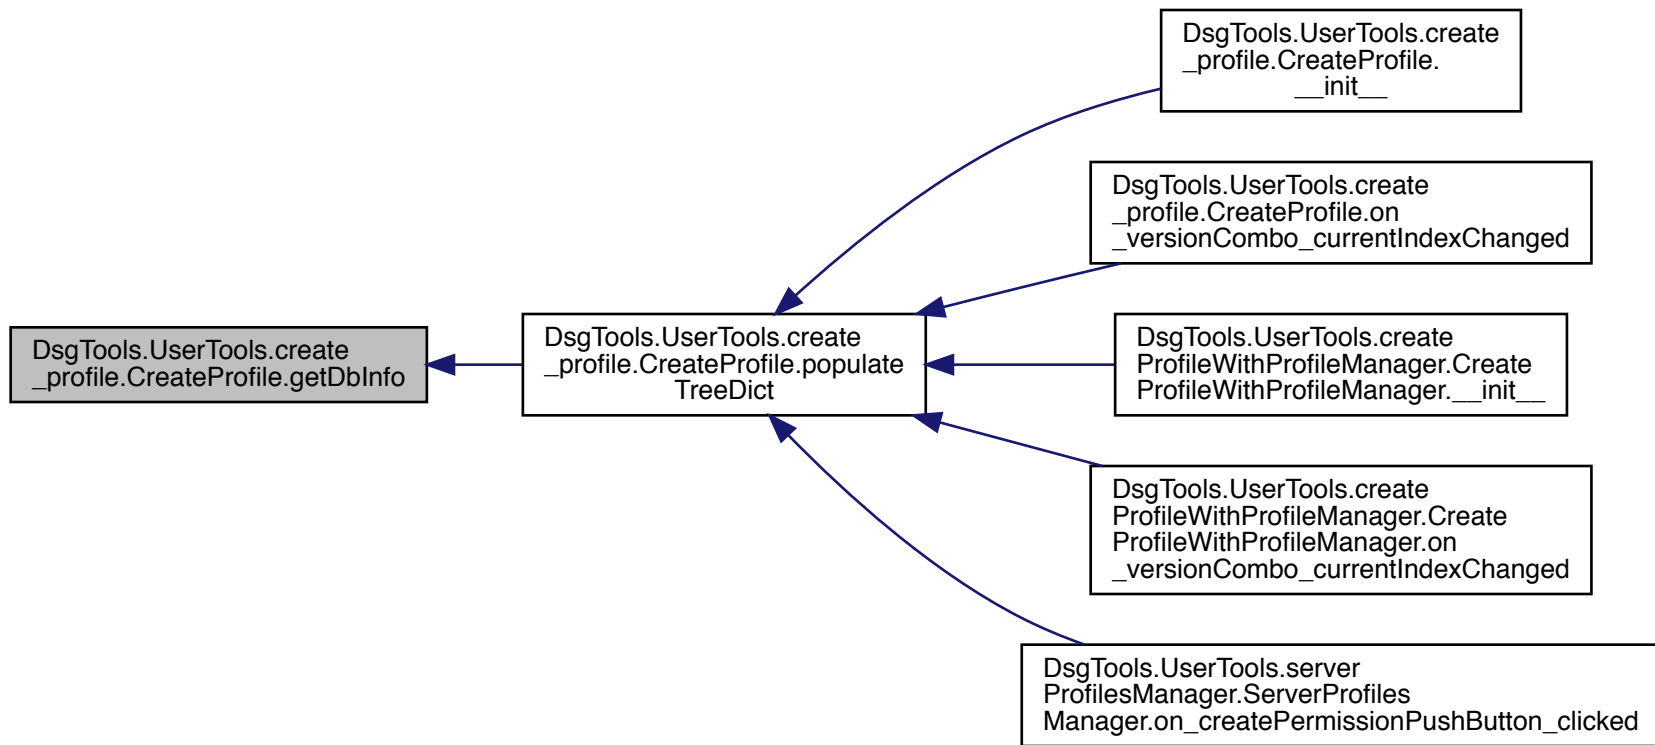 DsgTools.UserTools.create
_profile.CreateProfile.
__init__
DsgTools.UserTools.create
_profile.CreateProfile.on
_versionCombo_currentIndexChanged
DsgTools.UserTools.create
_profile.CreateProfile.getDbInfo
DsgTools.UserTools.create
_profile.CreateProfile.populate
TreeDict
DsgTools.UserTools.create
ProfileWithProfileManager.Create
ProfileWithProfileManager.__init__
DsgTools.UserTools.create
ProfileWithProfileManager.Create
ProfileWithProfileManager.on
_versionCombo_currentIndexChanged
DsgTools.UserTools.server
ProfilesManager.ServerProfiles
Manager.on_createPermissionPushButton_clicked